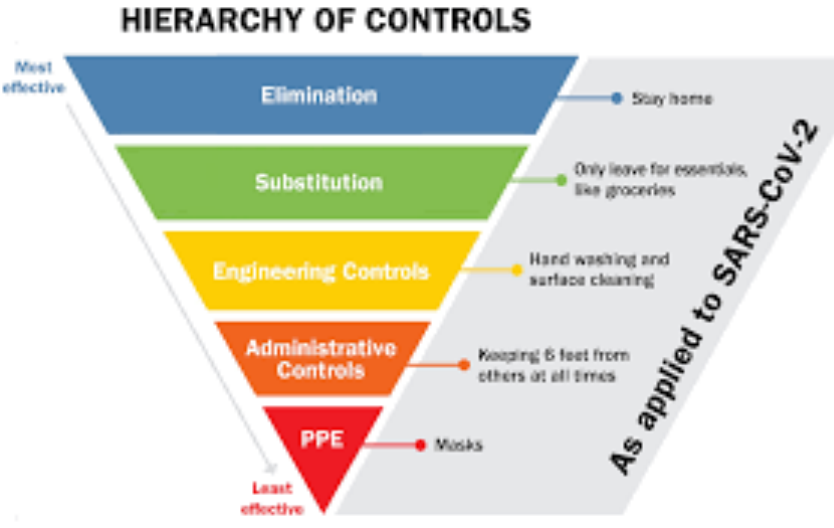 HIERARCHY OF CONTROLS
Most
effective
Elimination
Stay home
Substitution
Only leave for essentials,
like groceries
Engineering Controls
Hand washing and
surface cleaning
Administrative
Controls
Keeping 6 feet from
others at all times
PPE
Masks
Least
effective
As applied to SARS-CoV-2